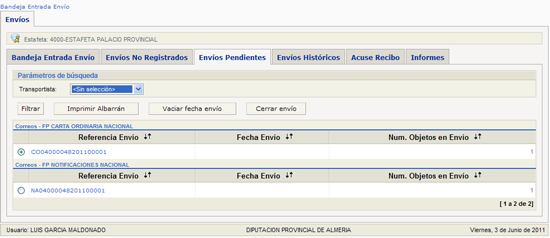 Bandeja Entrada Envío
Envíos
Estafeta: 4000-ESTAFETA PALACIO PROVINCIAL
Bandeja Entrada Envío Envíos No Registrados Envíos Pendientes Envíos Históricos Acuse Recibo Informes
Parámetros de búsqueda
Transportista: <Sin selección>
Filtrar Imprimir Albarrán Vaciar fecha envío Cerrar envío
Correos - FP CARTA ORDINARIA NACIONAL
Referencia Envío Fecha Envío Num. Objetos en Envío
CO04000048201100001 1
Correos - FP NOTIFICACIONES NACIONAL
Referencia Envío Fecha Envío Num. Objetos en Envío
NA04000048201100001 1
[ 1 a 2 de 2]
Usuario: LUIS GARCIA MALDONADO DIPUTACION PROVINCIAL DE ALMERIA Viernes, 3 de Junio de 2011